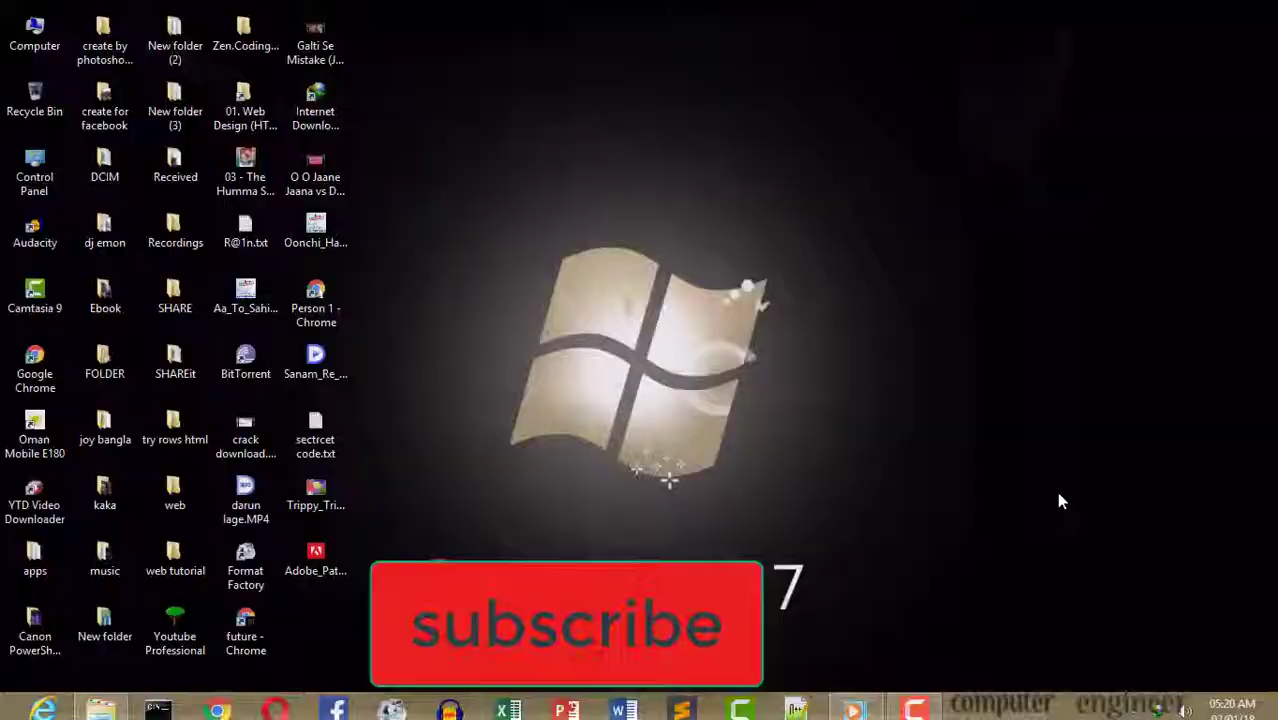 Computer
create by
photosho...
New folder
(2)
Zen.Coding...
Galti Se
Mistake (J...
Recycle Bin
create for
facebook
New folder
(3)
01. Web
Design (HT...
Internet
Downlo...
Control
Panel
DCIM
Received
03 - The
Humma S...
O O Jaane
Jaana vs D...
Audacity
dj emon
Recordings
R@1n.txt
Oonchi_Ha...
Camtasia 9
Ebook
SHARE
Aa_To_Sahi...
Person 1 -
Chrome
Google
Chrome
FOLDER
SHAREit
BitTorrent
Sanam_Re_...
Oman
Mobile E180
joy bangla
try rows html
crack
download....
sectrcet
code.txt
YTD Video
Downloader
kaka
web
darun
lage.MP4
Trippy_Tri...
apps
music
web tutorial
Format
Factory
Adobe_Pat...
Canon
PowerSh...
New folder
Youtube
Professional
future -
Chrome
7
subscribe
computer engineer
05:20 AM